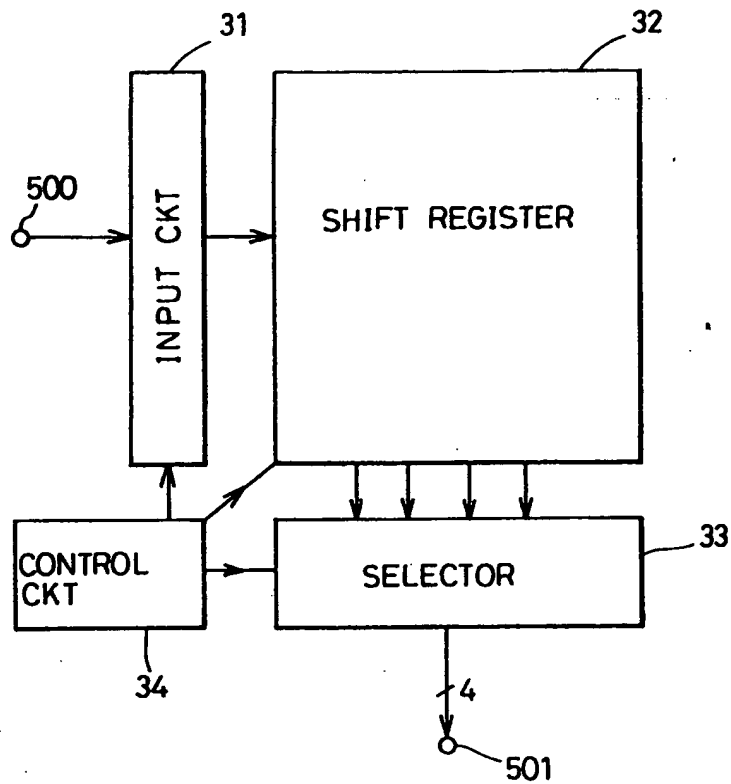 31
32
500
INPUT CKT
SHIFT REGISTER
CONTROL
CKT
SELECTOR
33
34
4
501